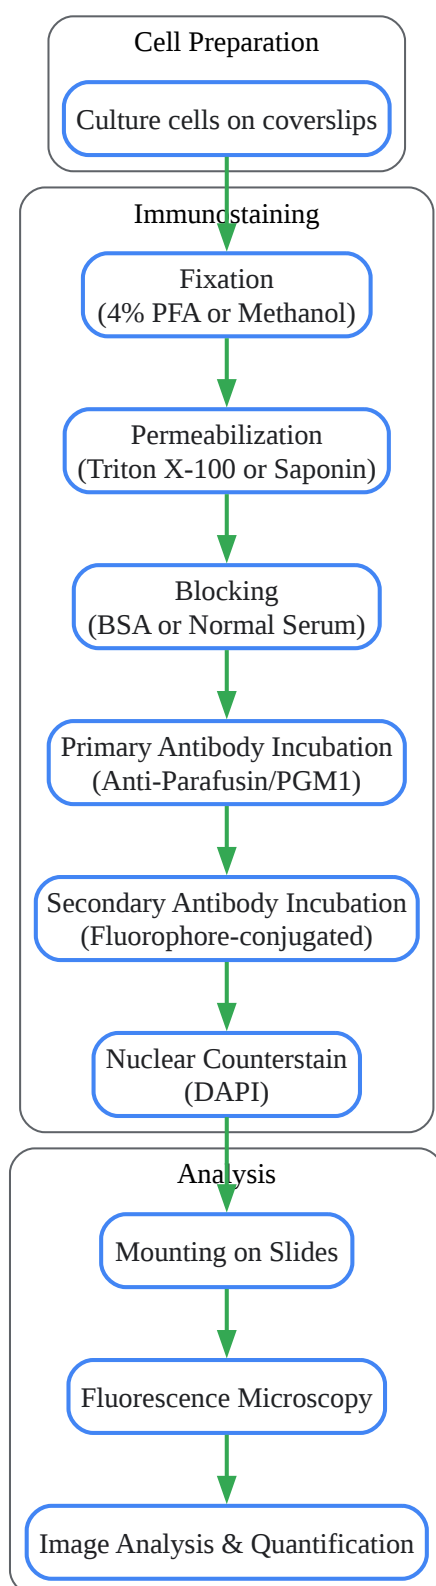 Cell Preparation
Culture cells on coverslips
Immunostaining
Fixation
(4% PFA or Methanol)
Permeabilization
(Triton X-100 or Saponin)
Blocking
(BSA or Normal Serum)
Primary Antibody Incubation
(Anti-Parafusin/PGM1)
Secondary Antibody Incubation
(Fluorophore-conjugated)
Nuclear Counterstain
(DAPI)
Analysis
Mounting on Slides
Fluorescence Microscopy
Image Analysis & Quantification